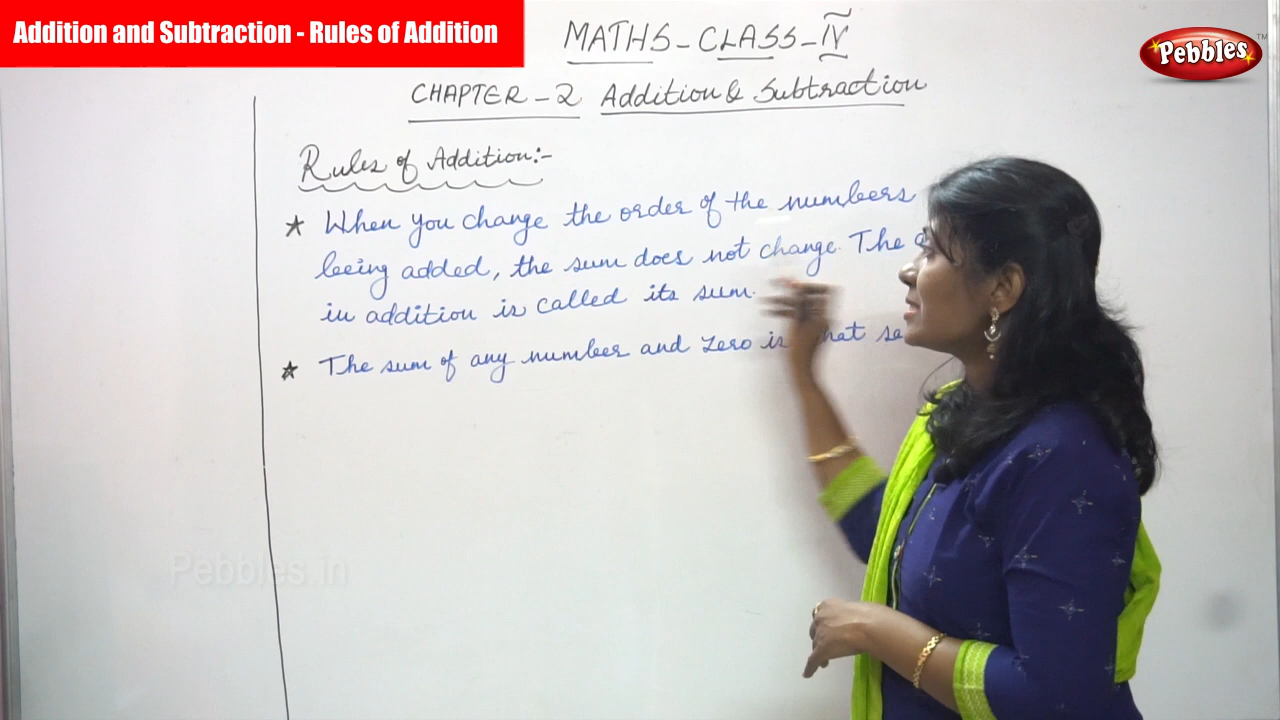 Addition and Subtraction - Rules of Addition
MATHS - CLASS - IV
Pebbles TM
CHAPTER - 2 Addition & Subtraction
Rules of Addition:-
★ When you change the order of the numbers
being added, the sum does not change. The
in addition is called its sum.
★ The sum of any number and zero is
Pebbles.in